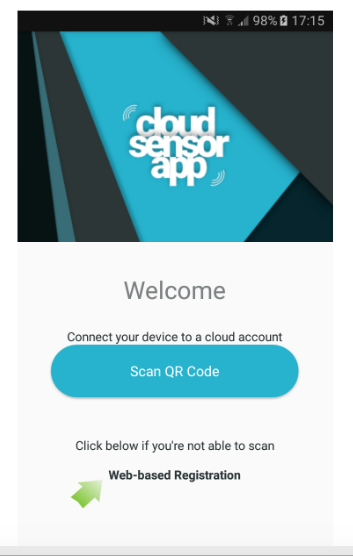 98% 17:15
cloud
sensor
app
Welcome
Connect your device to a cloud account
Scan QR Code
Click below if you're not able to scan
Web-based Registration